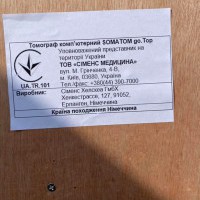 Томограф комп'ютерний SOMATOM go.Top
Уповноважений представник на
території України
ТОВ «СІМЕНС МЕДИЦИНА»
вул. М. Грінченка, 4-В,
м. Київ, 03680, Україна
Тел./факс: +380(44) 390-7000
UA.TR.101
Виробник:
Сіменс Хелскеа ГмбХ
Хенкештрассе, 127, 91052,
Ерланген, Німеччина
Країна походження Німеччина